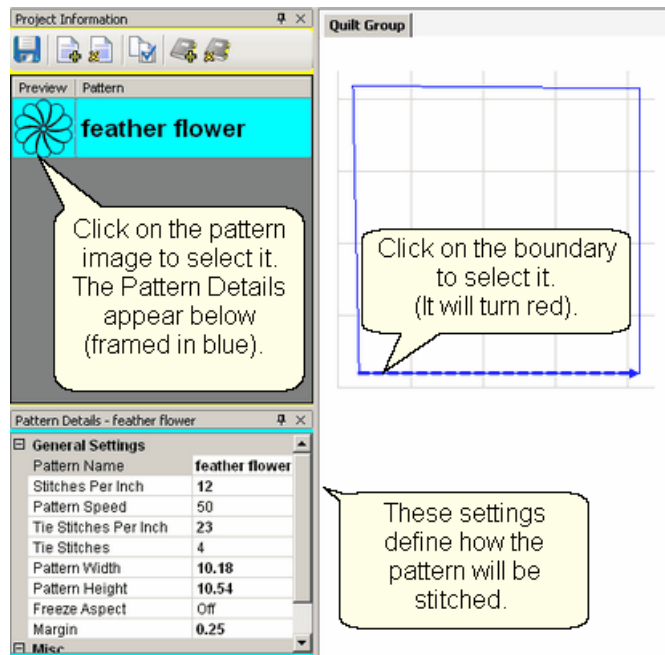 Project Information
Quilt Group
Preview Pattern
feather flower
Click on the pattern
image to select it.
The Pattern Details
appear below
(framed in blue).
Click on the boundary
to select it.
(It will turn red).
Pattern Details - feather flower
General Settings
Pattern Name feather flower
Stitches Per Inch 12
Pattern Speed 50
Tie Stitches Per Inch 23
Tie Stitches 4
Pattern Width 10.18
Pattern Height 10.54
Freeze Aspect Off
Margin 0.25
Misc
These settings
define how the
pattern will be
stitched.